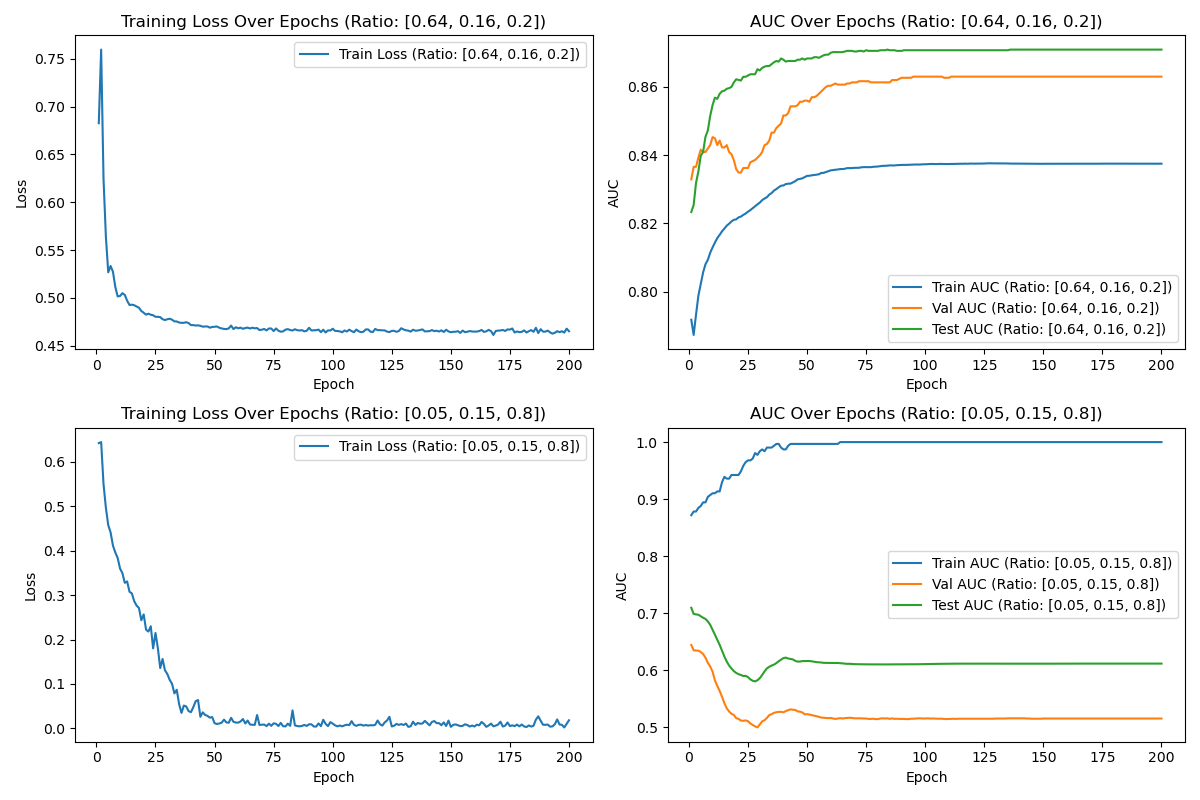 Training Loss Over Epochs (Ratio: [0.64, 0.16, 0.2])
Train Loss (Ratio: [0.64, 0.16, 0.2])
0.75
0.70
0.65
0.60
0.55
0.50
0.45
Loss
0 25 50 75 100 125 150 175 200
Epoch
AUC Over Epochs (Ratio: [0.64, 0.16, 0.2])
0.86
0.84
0.82
0.80
AUC
Train AUC (Ratio: [0.64, 0.16, 0.2])
Val AUC (Ratio: [0.64, 0.16, 0.2])
Test AUC (Ratio: [0.64, 0.16, 0.2])
0 25 50 75 100 125 150 175 200
Epoch
Training Loss Over Epochs (Ratio: [0.05, 0.15, 0.8])
Train Loss (Ratio: [0.05, 0.15, 0.8])
0.6
0.5
0.4
0.3
0.2
0.1
0.0
Loss
0 25 50 75 100 125 150 175 200
Epoch
AUC Over Epochs (Ratio: [0.05, 0.15, 0.8])
1.0
0.9
0.8
0.7
0.6
0.5
AUC
Train AUC (Ratio: [0.05, 0.15, 0.8])
Val AUC (Ratio: [0.05, 0.15, 0.8])
Test AUC (Ratio: [0.05, 0.15, 0.8])
0 25 50 75 100 125 150 175 200
Epoch